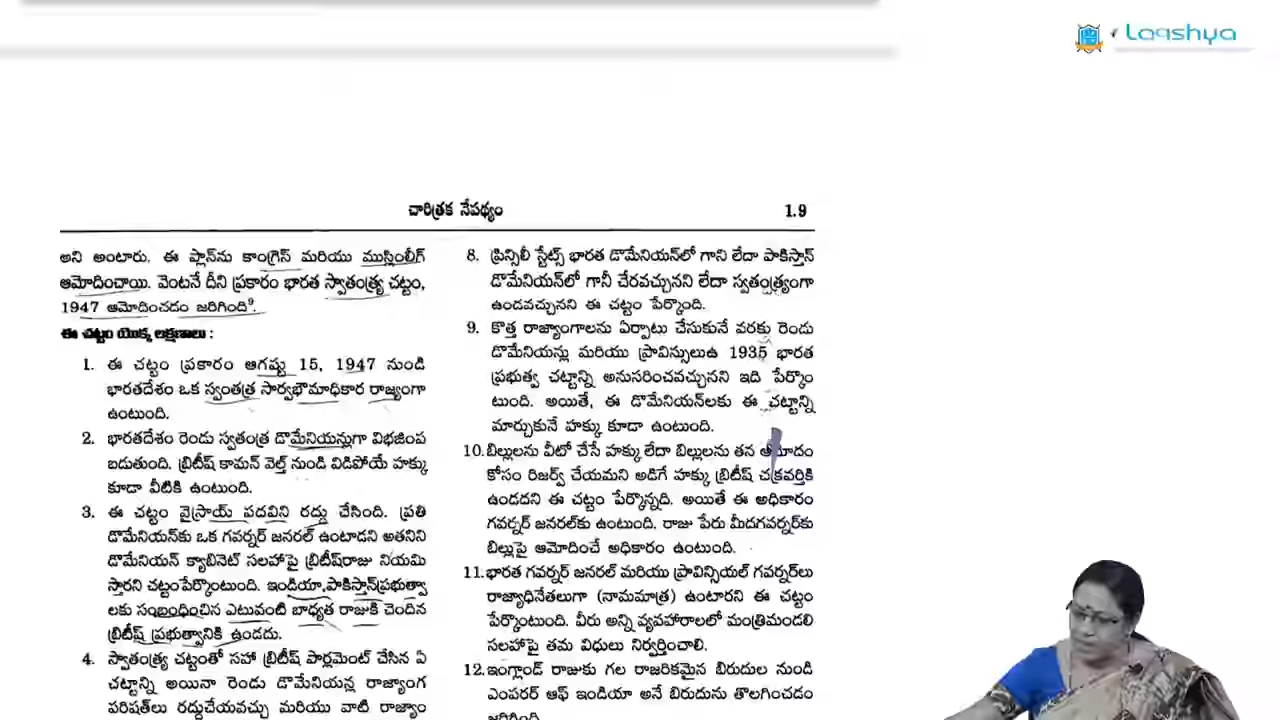 Laqshya
చారిత్రక నేపథ్యం
1.9
అని అంటారు. ఈ ప్లాన్‌ను కాంగ్రెస్ మరియు ముస్లింలీగ్
ఆమోదించాయి. వెంటనే దీని ప్రకారం భారత స్వాతంత్ర్య చట్టం,
1947 ఆమోదించడం జరిగింది⁹.
ఈ చట్టం యొక్క లక్షణాలు :
1. ఈ చట్టం ప్రకారం ఆగష్టు 15, 1947 నుండి
భారతదేశం ఒక స్వంతత్ర సార్వభౌమాధికార రాజ్యంగా
ఉంటుంది.
2. భారతదేశం రెండు స్వతంత్ర డొమేనియన్లుగా విభజింప
బడుతుంది. బ్రిటీష్ కామన్ వెల్త్ నుండి విడిపోయే హక్కు
కూడా వీటికి ఉంటుంది.
3. ఈ చట్టం వైస్రాయ్ పదవిని రద్దు చేసింది. ప్రతి
డొమేనియన్‌కు ఒక గవర్నర్ జనరల్ ఉంటాడని అతనిని
డొమేనియన్ క్యాబినెట్ సలహాపై బ్రిటీష్‌రాజు నియమి
స్తారని చట్టంపేర్కొంటుంది. ఇండియా,పాకిస్తాన్‌ప్రభుత్వా
లకు సంబంధించిన ఎటువంటి బాధ్యత రాజుకి చెందిన
బ్రిటీష్ ప్రభుత్వానికి ఉండదు.
4. స్వాతంత్ర్య చట్టంతో సహా బ్రిటీష్ పార్లమెంట్ చేసిన ఏ
చట్టాన్ని అయినా రెండు డొమేనియన్ల రాజ్యాంగ
పరిషత్‌లు రద్దుచేయవచ్చు మరియు వాటి రాజ్యాం
8. ప్రిన్సిలీ స్టేట్స్ భారత డొమేనియన్‌లో గాని లేదా పాకిస్తాన్
డొమేనియన్‌లో గానీ చేరవచ్చునని లేదా స్వతంత్ర్యంగా
ఉండవచ్చునని ఈ చట్టం పేర్కొంది.
9. కొత్త రాజ్యాంగాలను ఏర్పాటు చేసుకునే వరకు రెండు
డొమేనియన్లు మరియు ప్రావిన్సులుఉ 1935 భారత
ప్రభుత్వ చట్టాన్ని అనుసరించవచ్చునని ఇది పేర్కొం
టుంది. అయితే, ఈ డొమేనియన్‌లకు ఈ చట్టాన్ని
మార్చుకునే హక్కు కూడా ఉంటుంది.
10.బిల్లులను వీటో చేసే హక్కు లేదా బిల్లులను తన ఆమోదం
కోసం రిజర్వ్ చేయమని అడిగే హక్కు బ్రిటీష్ చక్రవర్తికి
ఉండదని ఈ చట్టం పేర్కొన్నది. అయితే ఈ అధికారం
గవర్నర్ జనరల్‌కు ఉంటుంది. రాజు పేరు మీదగవర్నర్‌కు
బిల్లుపై ఆమోదించే అధికారం ఉంటుంది.
11.భారత గవర్నర్ జనరల్ మరియు ప్రావిన్సియల్ గవర్నర్‌లు
రాజ్యాధినేతలుగా (నామమాత్ర) ఉంటారని ఈ చట్టం
పేర్కొంటుంది. వీరు అన్ని వ్యవహారాలలో మంత్రిమండలి
సలహాపై తమ విధులు నిర్వర్తించాలి.
12.ఇంగ్లాండ్ రాజుకు గల రాజరికమైన బిరుదుల నుండి
ఎంపరర్ ఆఫ్ ఇండియా అనే బిరుదును తొలగించడం
జరిగింది.